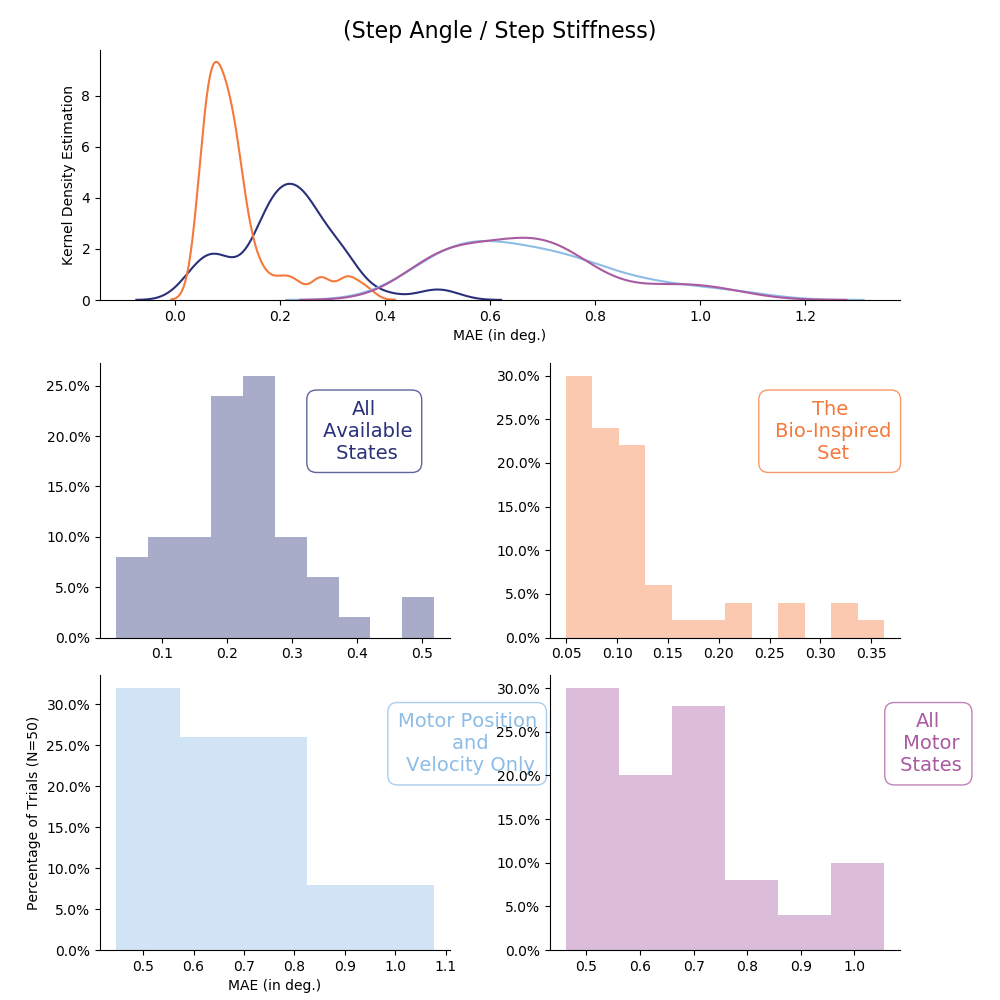 (Step Angle / Step Stiffness)
Kernel Density Estimation
8
6
4
2
0
0.0 0.2 0.4 0.6 0.8 1.0 1.2
MAE (in deg.)
25.0%
20.0%
15.0%
10.0%
5.0%
0.0%
0.1 0.2 0.3 0.4 0.5
All
Available
States
30.0%
25.0%
20.0%
15.0%
10.0%
5.0%
0.0%
0.05 0.10 0.15 0.20 0.25 0.30 0.35
The
Bio-Inspired
Set
Percentage of Trials (N=50)
30.0%
25.0%
20.0%
15.0%
10.0%
5.0%
0.0%
0.5 0.6 0.7 0.8 0.9 1.0 1.1
MAE (in deg.)
Motor Position
and
Velocity Only
30.0%
25.0%
20.0%
15.0%
10.0%
5.0%
0.0%
0.5 0.6 0.7 0.8 0.9 1.0
All
Motor
States